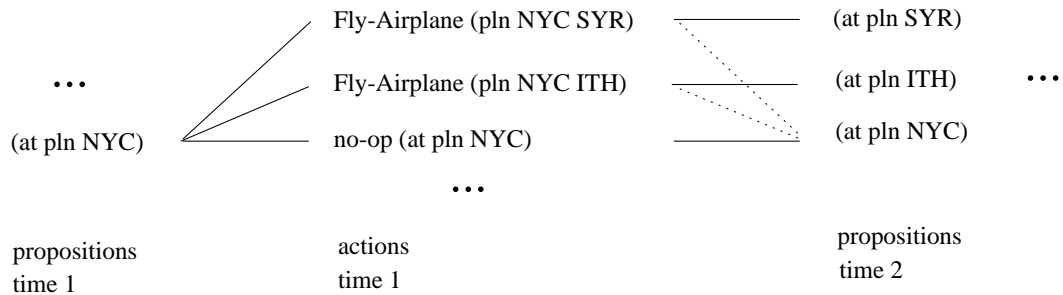 Fly-Airplane (pln NYC SYR)
(at pln SYR)
...
Fly-Airplane (pln NYC ITH)
(at pln ITH)
...
(at pln NYC)
no-op (at pln NYC)
(at pln NYC)
...
propositions
time 1
actions
time 1
propositions
time 2